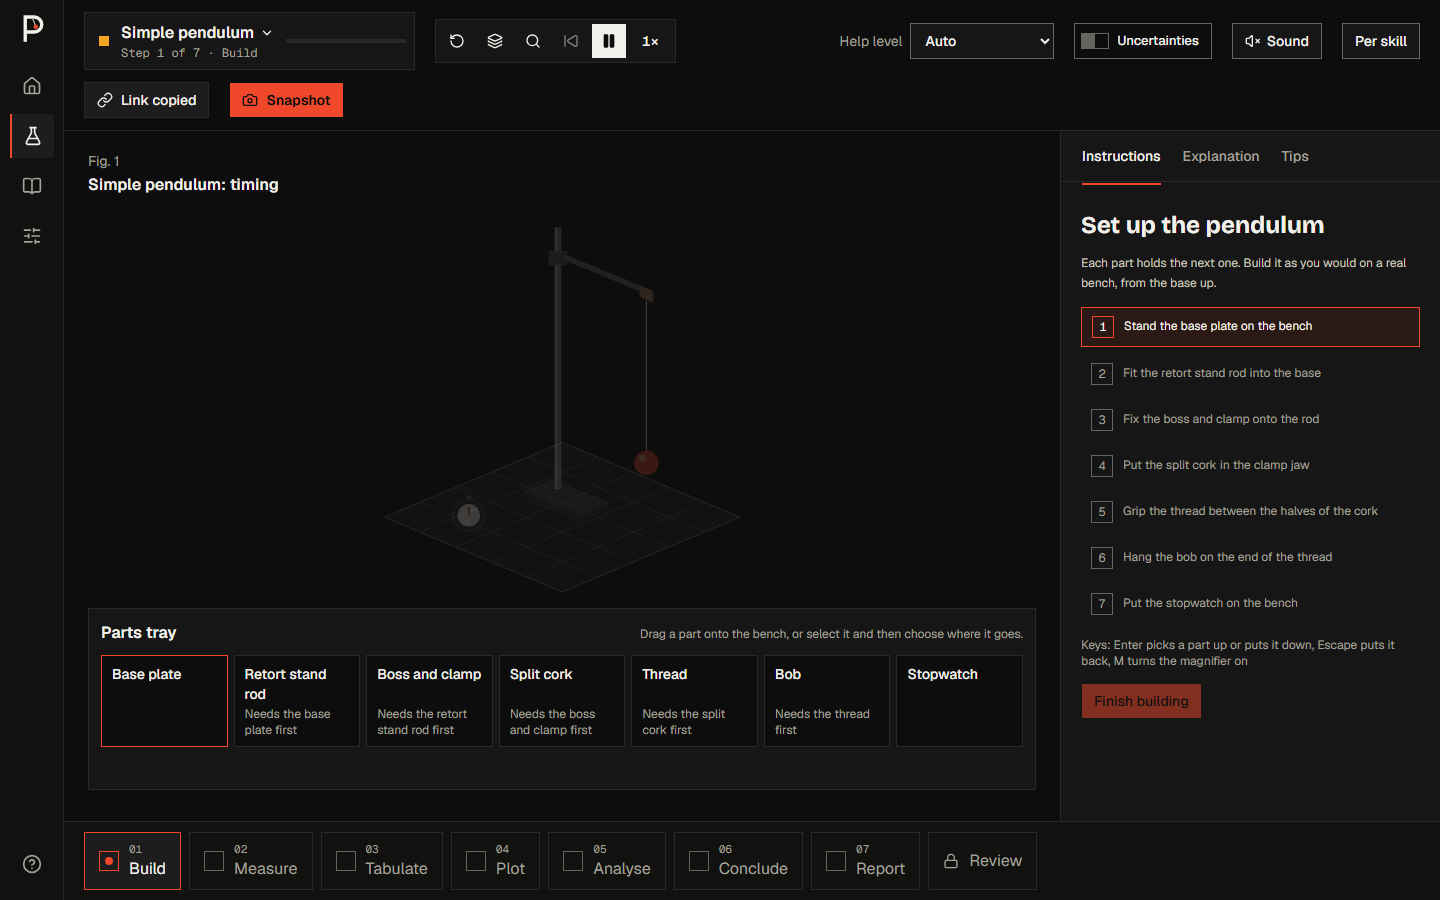 Simple pendulum
Step 1 of 7 · Build
1×
Help level
Auto
Uncertainties
Sound
Per skill
Link copied
Snapshot
Fig. 1
Simple pendulum: timing
Parts tray
Drag a part onto the bench, or select it and then choose where it goes.
Base plate
Retort stand
rod
Needs the base
plate first
Boss and clamp
Needs the retort
stand rod first
Split cork
Needs the boss
and clamp first
Thread
Needs the split
cork first
Bob
Needs the thread
first
Stopwatch
Instructions
Explanation
Tips
Set up the pendulum
Each part holds the next one. Build it as you would on a real
bench, from the base up.
1 Stand the base plate on the bench
2 Fit the retort stand rod into the base
3 Fix the boss and clamp onto the rod
4 Put the split cork in the clamp jaw
5 Grip the thread between the halves of the cork
6 Hang the bob on the end of the thread
7 Put the stopwatch on the bench
Keys: Enter picks a part up or puts it down, Escape puts it
back, M turns the magnifier on
Finish building
01
Build
02
Measure
03
Tabulate
04
Plot
05
Analyse
06
Conclude
07
Report
Review